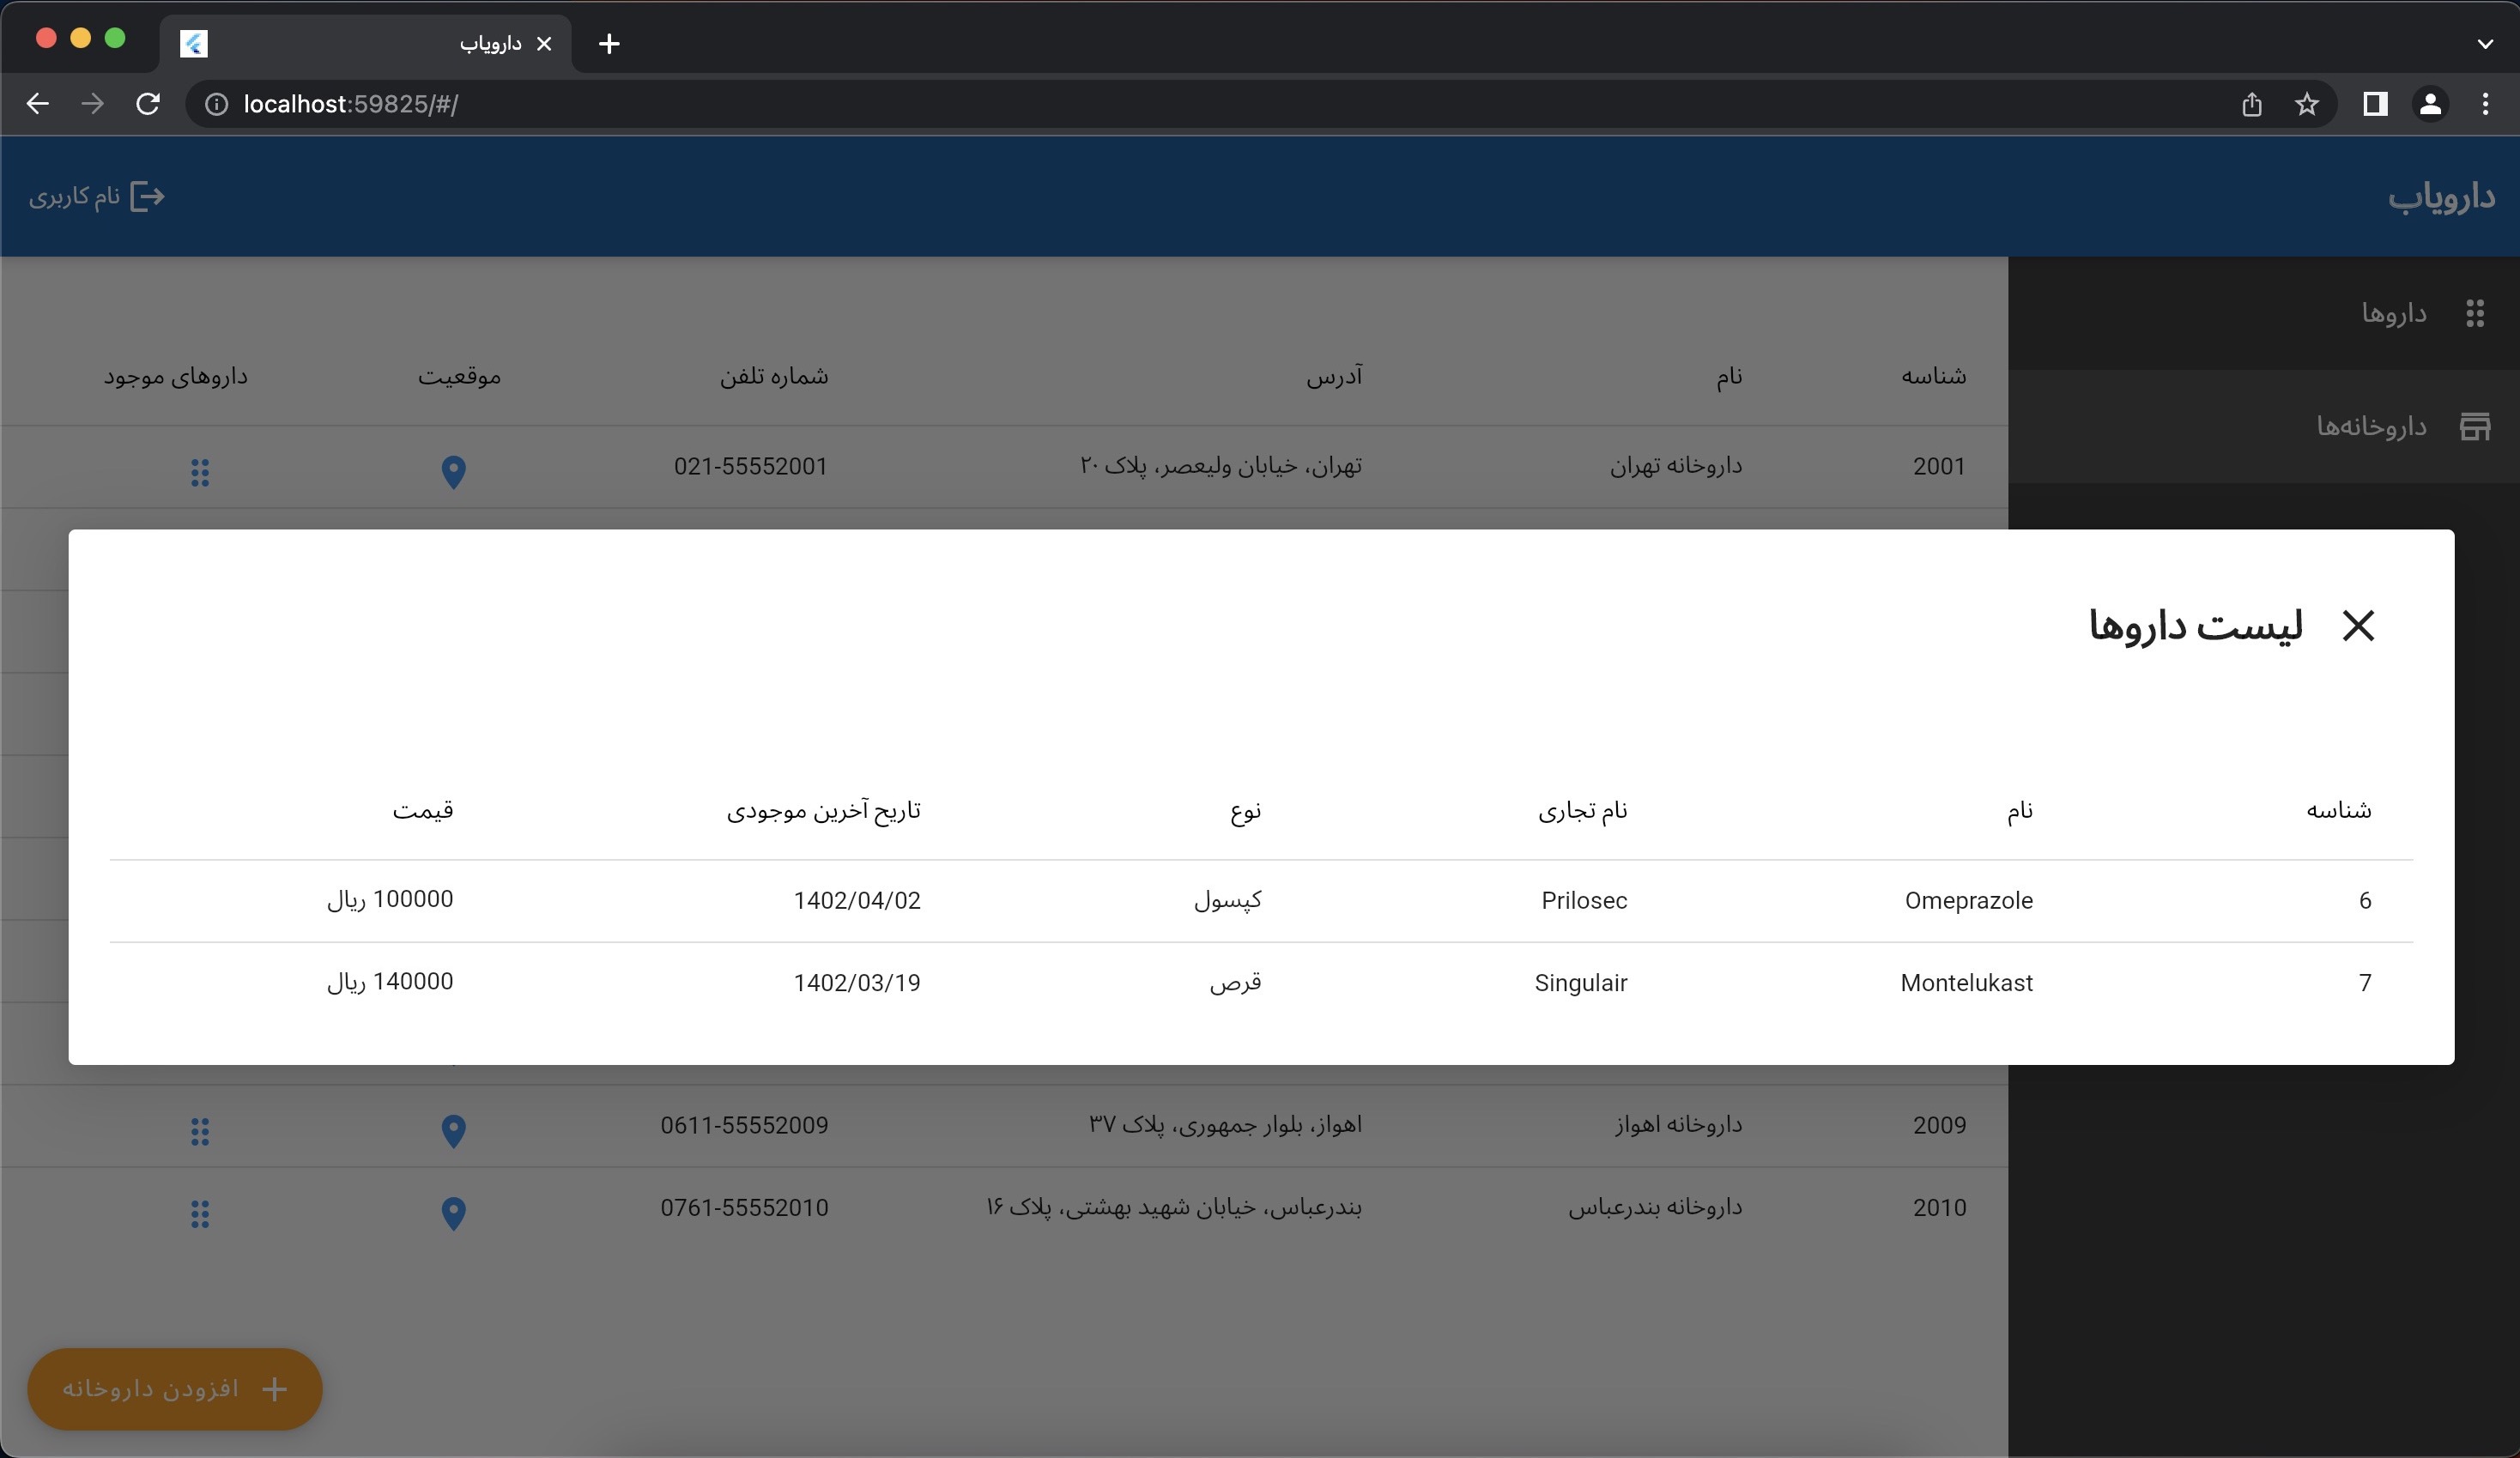 دارویاب
localhost:59825/#/
دارویاب
نام کاربری
داروها
داروخانه‌ها
شناسه نام آدرس شماره تلفن موقعیت داروهای موجود
2001 داروخانه تهران تهران، خیابان ولیعصر، پلاک ۲۰ 021-55552001
لیست داروها
شناسه نام نام تجاری نوع تاریخ آخرین موجودی قیمت
6 Omeprazole Prilosec کپسول 1402/04/02 100000 ریال
7 Montelukast Singulair قرص 1402/03/19 140000 ریال
2009 داروخانه اهواز اهواز، بلوار جمهوری، پلاک ۳۷ 0611-55552009
2010 داروخانه بندرعباس بندرعباس، خیابان شهید بهشتی، پلاک ۱۶ 0761-55552010
افزودن داروخانه